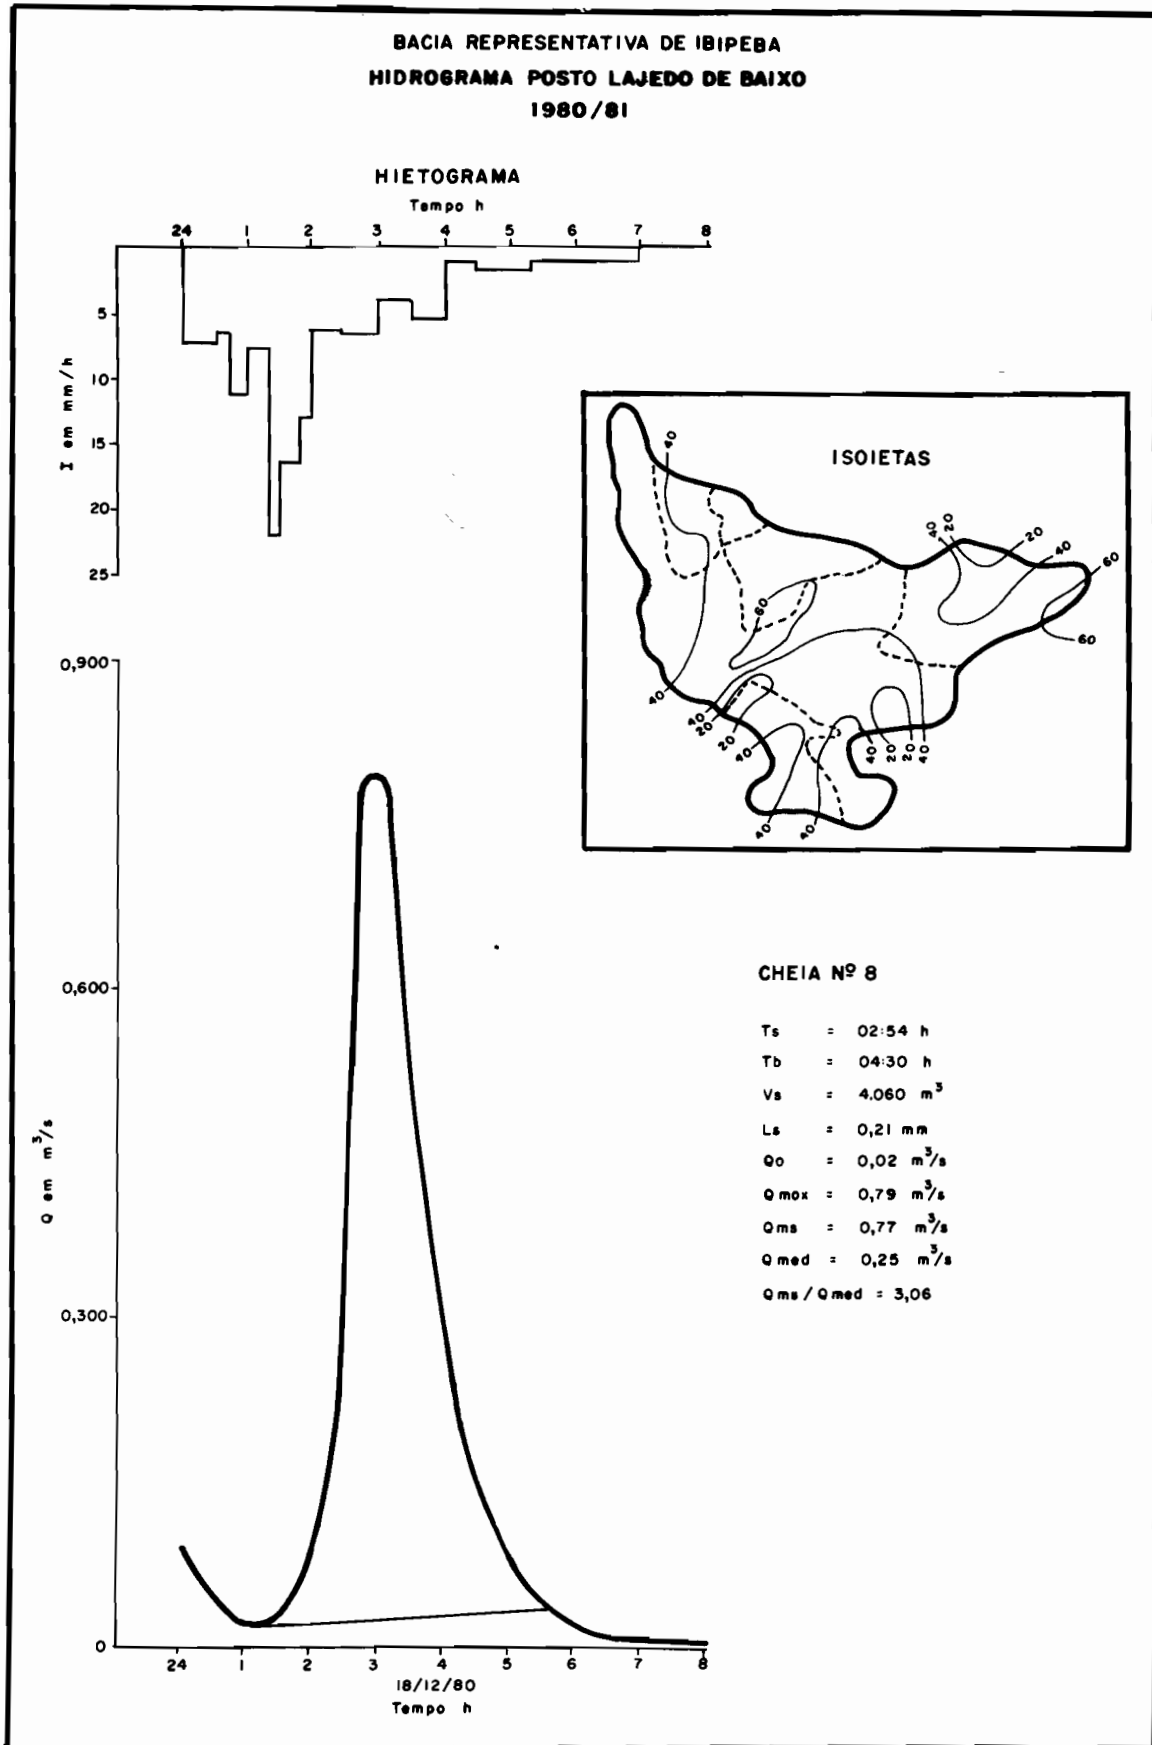 BACIA REPRESENTATIVA DE IBIPEBA
HIDROGRAMA POSTO LAJEDO DE BAIXO
1980/81
HIETOGRAMA
Tempo h
24 1 2 3 4 5 6 7 8
5
10
15
20
25
I em mm/h
ISOIETAS
40
40 20 20 40 60
60
60
40
40
20
20
40
40 20 20 40
40 40
0,900
0,600
0,300
0
Q em m³/s
24 1 2 3 4 5 6 7 8
18/12/80
Tempo h
CHEIA Nº 8
Ts = 02:54 h
Tb = 04:30 h
Vs = 4.060 m³
Ls = 0,21 mm
Qo = 0,02 m³/s
Qmox = 0,79 m³/s
Qms = 0,77 m³/s
Qmed = 0,25 m³/s
Qms / Qmed = 3,06